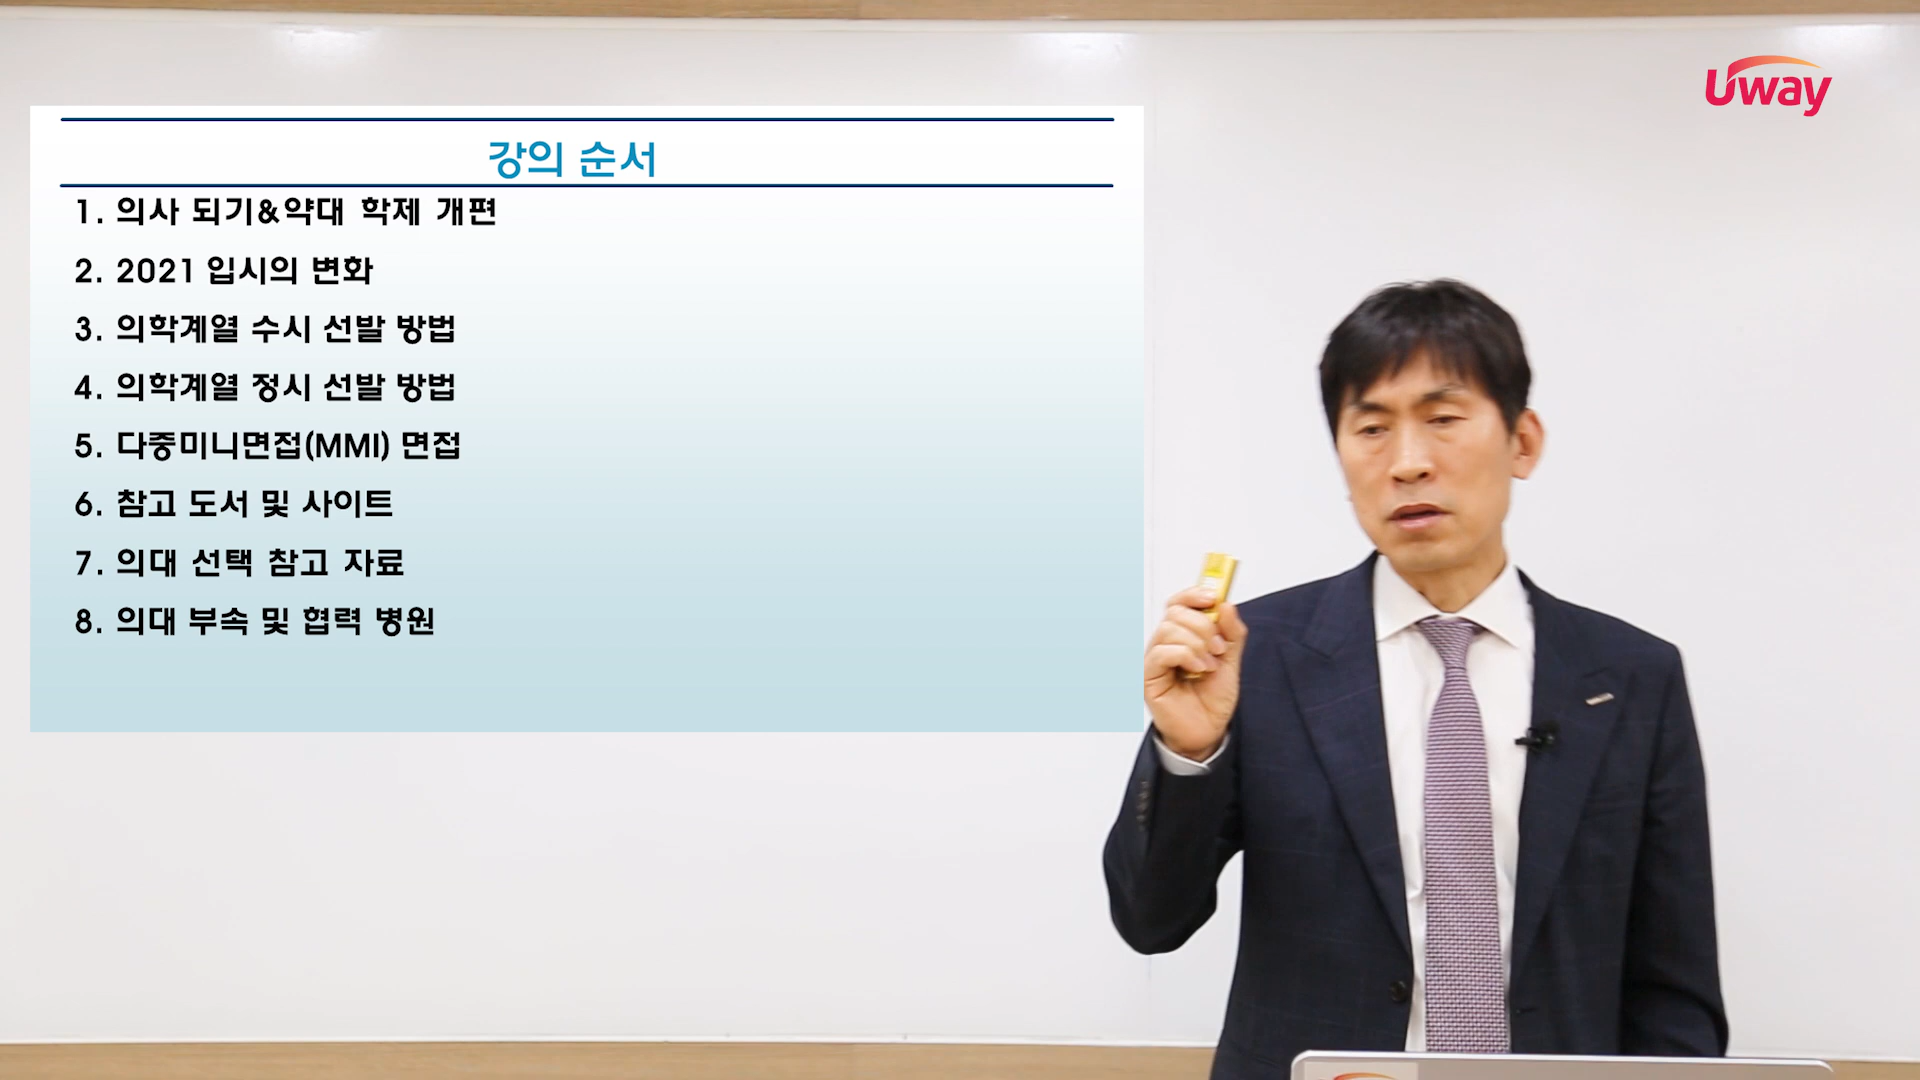 Uway
강의 순서
1. 의사 되기&약대 학제 개편
2. 2021 입시의 변화
3. 의학계열 수시 선발 방법
4. 의학계열 정시 선발 방법
5. 다중미니면접(MMI) 면접
6. 참고 도서 및 사이트
7. 의대 선택 참고 자료
8. 의대 부속 및 협력 병원